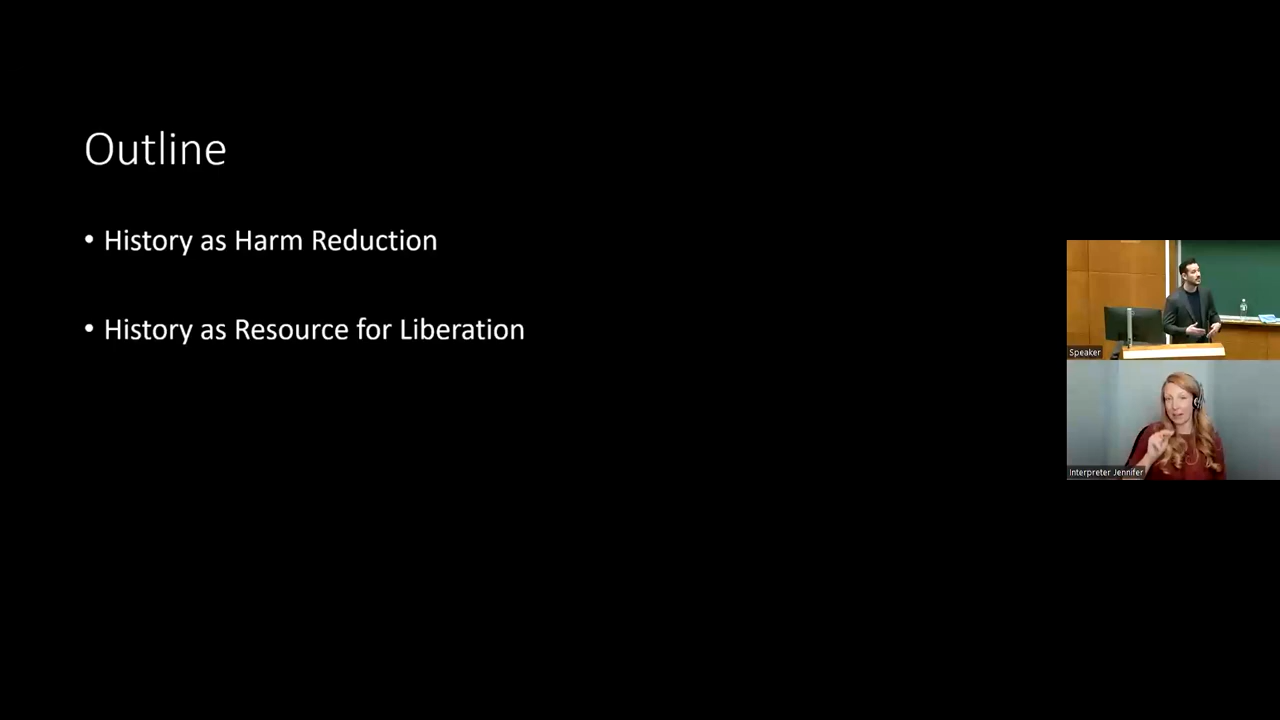 Outline
• History as Harm Reduction
• History as Resource for Liberation
Speaker
Interpreter Jennifer